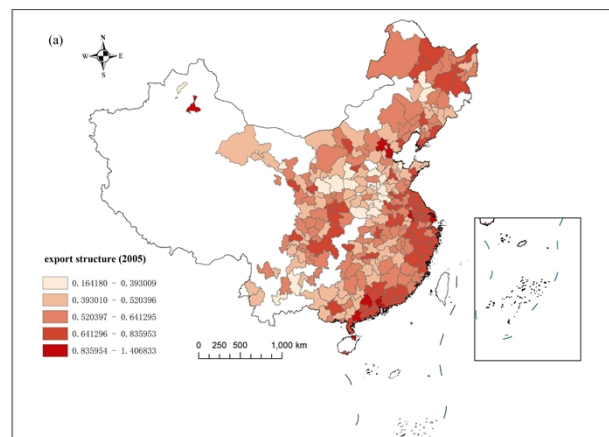 (a)
N
W E
S
export structure (2005)
0.164180 - 0.393009
0.393010 - 0.520396
0.520397 - 0.641295
0.641296 - 0.835953
0.835954 - 1.406833
0 250 500 1,000 km